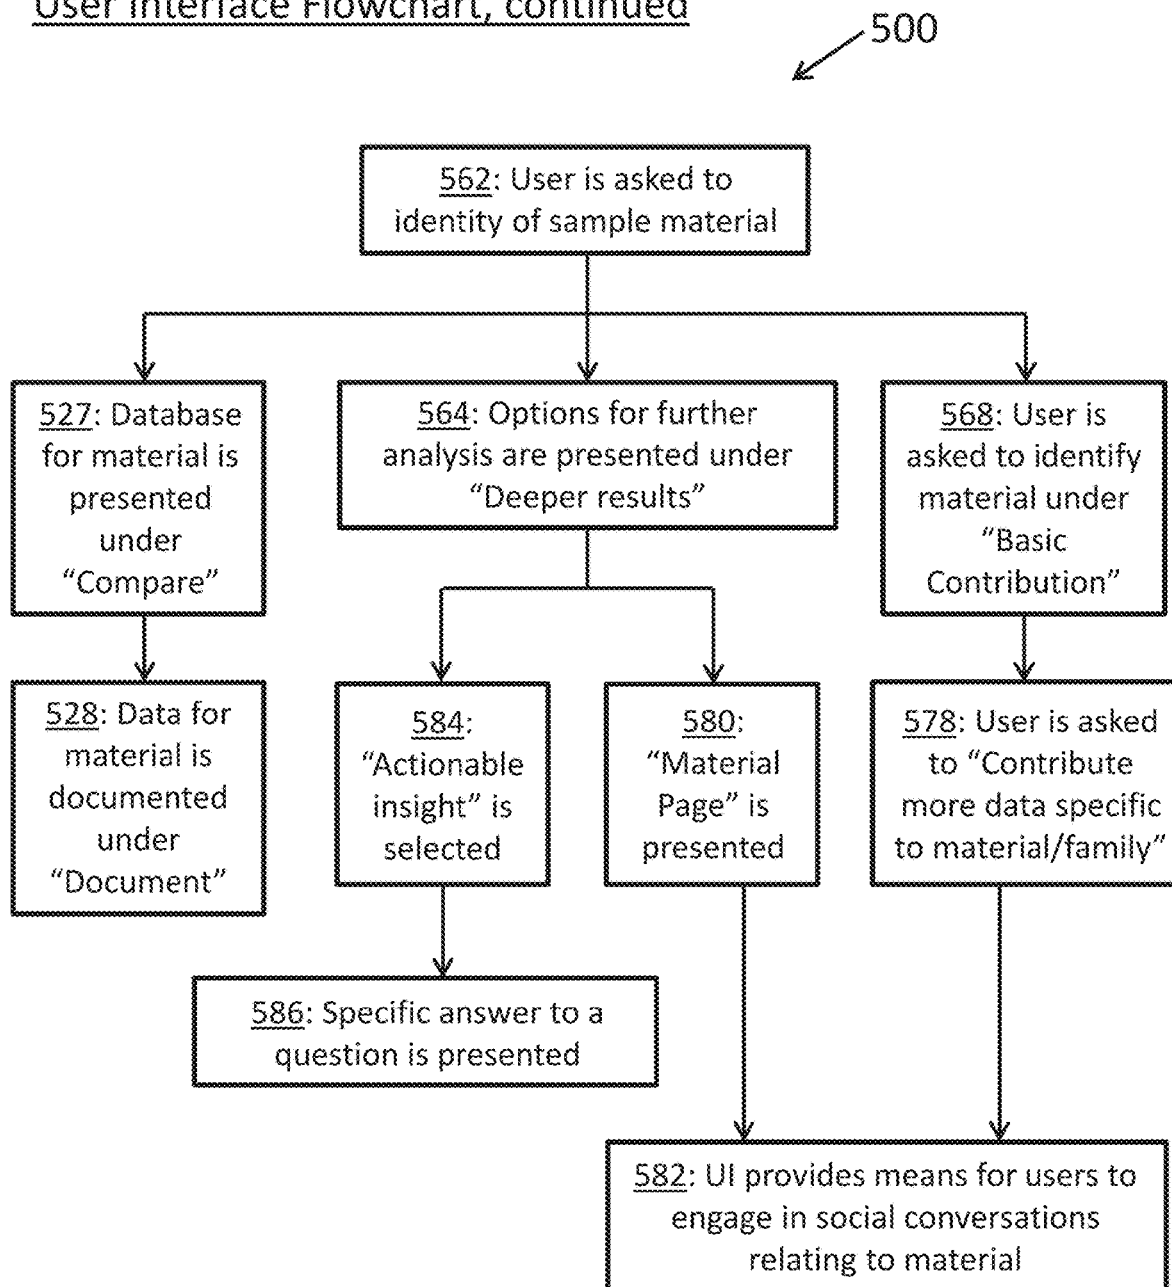 User Interface Flowchart, continued
500
562: User is asked to
identity of sample material
527: Database
for material is
presented
under
“Compare”
564: Options for further
analysis are presented under
“Deeper results”
568: User is
asked to identify
material under
“Basic
Contribution”
528: Data for
material is
documented
under
“Document”
584:
“Actionable
insight” is
selected
580:
“Material
Page” is
presented
578: User is asked
to “Contribute
more data specific
to material/family”
586: Specific answer to a
question is presented
582: UI provides means for users to
engage in social conversations
relating to material